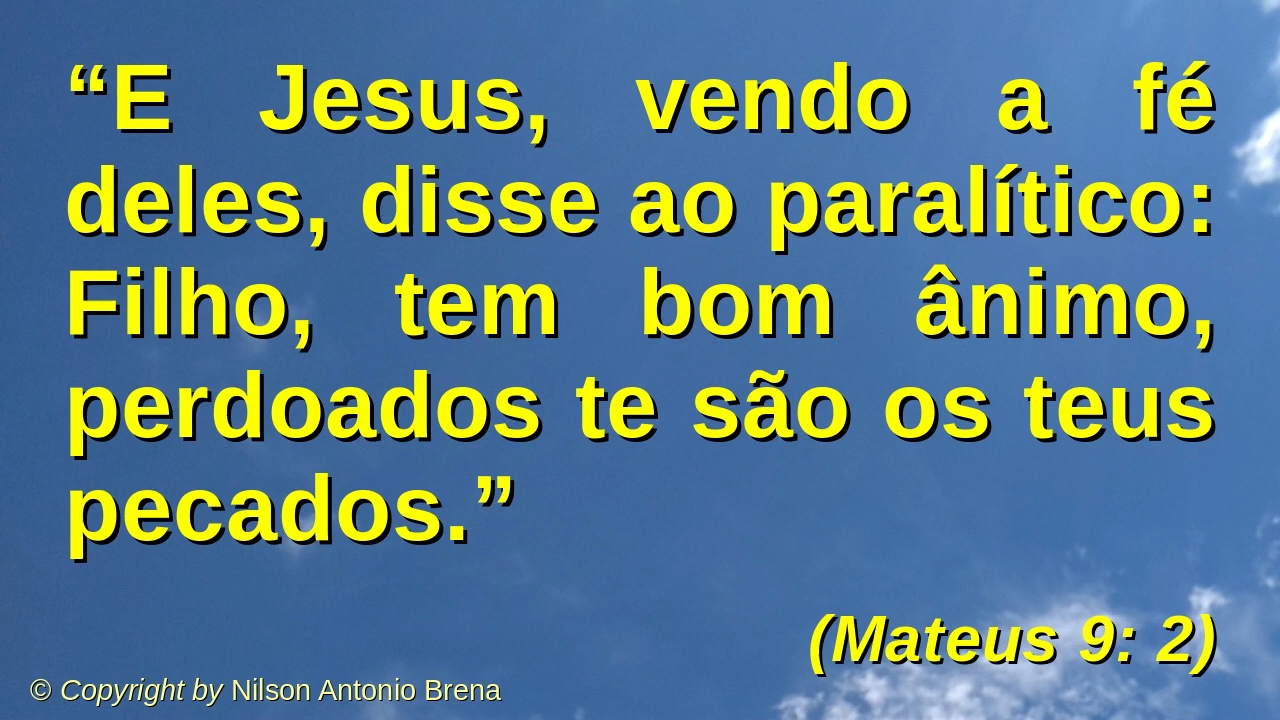 “E Jesus, vendo a fé
deles, disse ao paralítico:
Filho, tem bom ânimo,
perdoados te são os teus
pecados.”
(Mateus 9: 2)
© Copyright by Nilson Antonio Brena